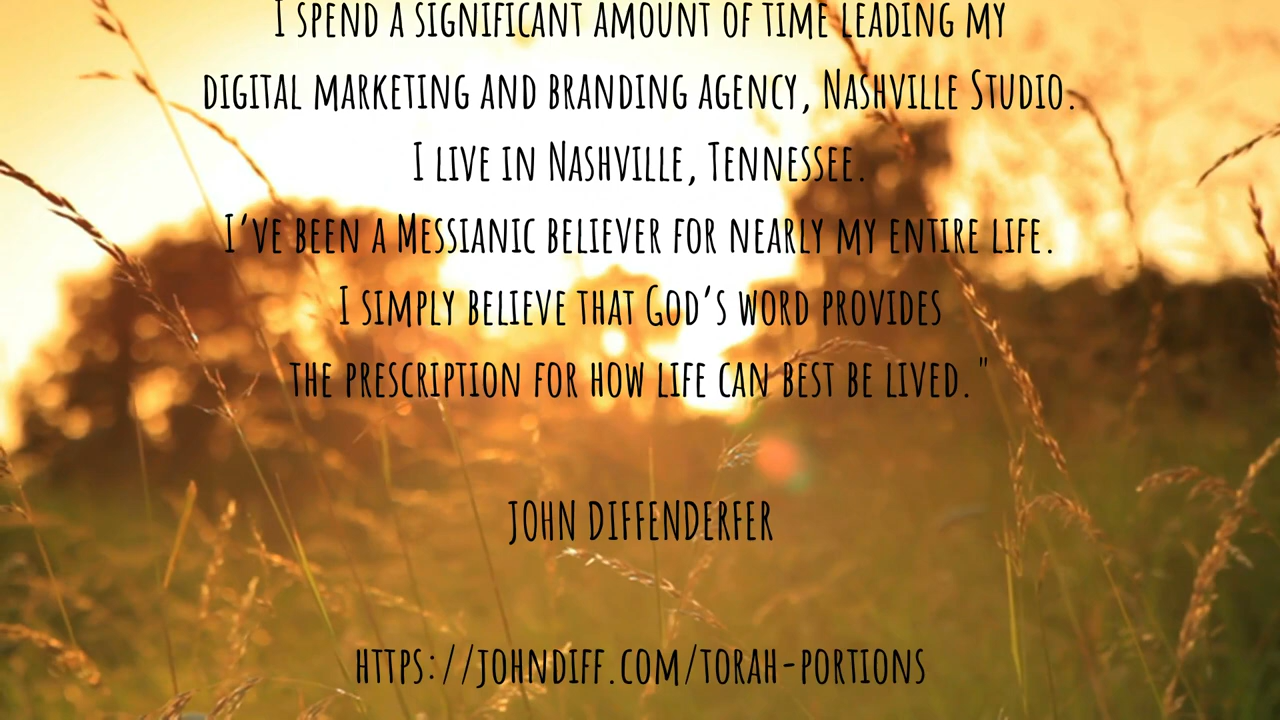 I spend a significant amount of time leading my
digital marketing and branding agency, Nashville Studio.
I live in Nashville, Tennessee.
I've been a Messianic believer for nearly my entire life.
I simply believe that God's word provides
the prescription for how life can best be lived."
JOHN DIFFENDERFER
https://johndiff.com/torah-portions